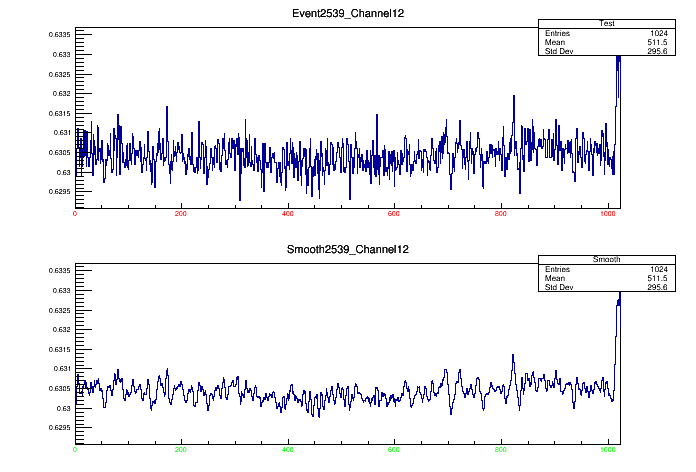 Event2539_Channel12
Test
Entries 1024
Mean 511.5
Std Dev 295.6
0.6335
0.633
0.6325
0.632
0.6315
0.631
0.6305
0.63
0.6295
0 200 400 600 800 1000
Smooth2539_Channel12
Smooth
Entries 1024
Mean 511.5
Std Dev 295.6
0.6335
0.633
0.6325
0.632
0.6315
0.631
0.6305
0.63
0.6295
0 200 400 600 800 1000